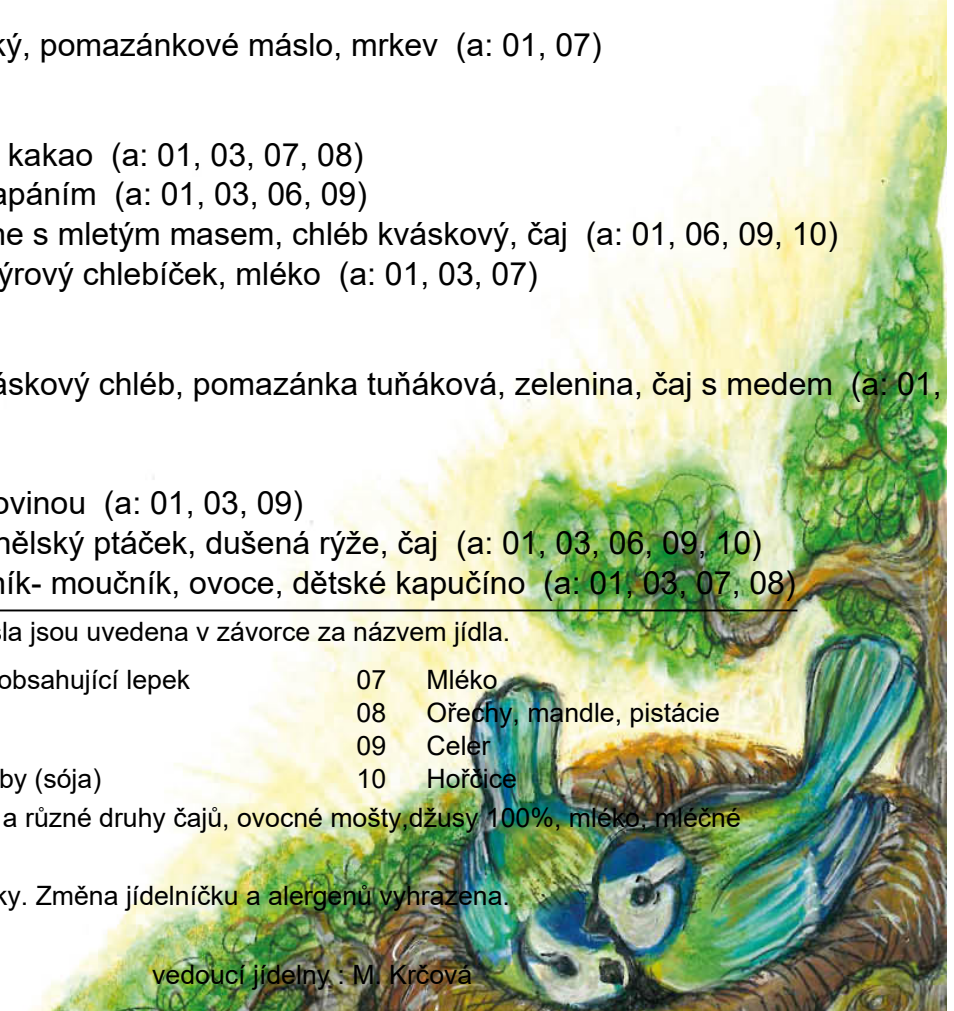 ký, pomazánkové máslo, mrkev (a: 01, 07)
kakao (a: 01, 03, 07, 08)
apáním (a: 01, 03, 06, 09)
ne s mletým masem, chléb kváskový, čaj (a: 01, 06, 09, 10)
ýrový chlebíček, mléko (a: 01, 03, 07)
áskový chléb, pomazánka tuňáková, zelenina, čaj s medem (a: 01,
ovinou (a: 01, 03, 09)
nělský ptáček, dušená rýže, čaj (a: 01, 03, 06, 09, 10)
ník- moučník, ovoce, dětské kapučíno (a: 01, 03, 07, 08)
sla jsou uvedena v závorce za názvem jídla.
obsahující lepek 07 Mléko
08 Ořechy, mandle, pistácie
09 Celer
by (sója) 10 Hořčice
a různé druhy čajů, ovocné mošty,džusy 100%, mléko, mléčné
ky. Změna jídelníčku a alergenů vyhrazena.
vedoucí jídelny : M. Krčová